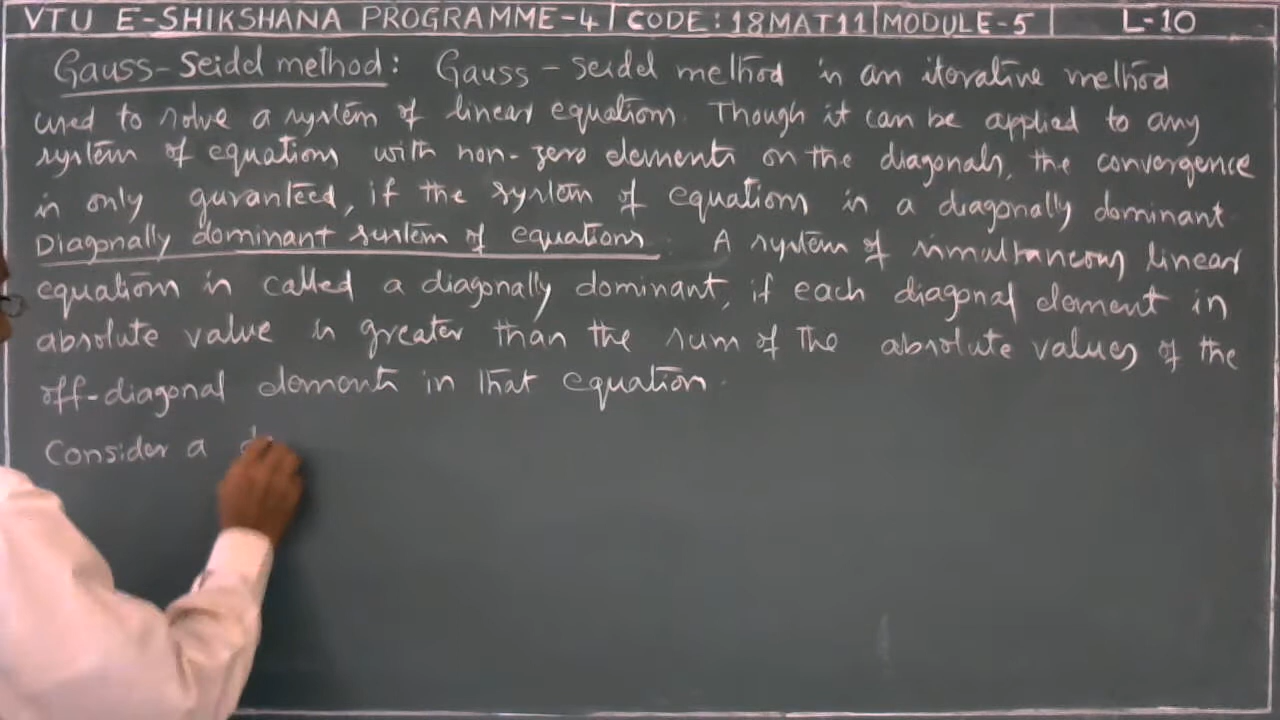 VTU E-SHIKSHANA PROGRAMME-4 | CODE:18MAT11 | MODULE-5 | L-10
Gauss-Seidel method: Gauss-seidel method is an iterative method
used to solve a system of linear equations. Though it can be applied to any
system of equations with non-zero elements on the diagonals, the convergence
is only guranteed, if the system of equations is a diagonally dominant
Diagonally dominant system of equations. A system of simultaneous linear
equations is called a diagonally dominant, if each diagonal element in
absolute value is greater than the sum of the absolute values of the
off-diagonal elements in that equation.
Consider a d